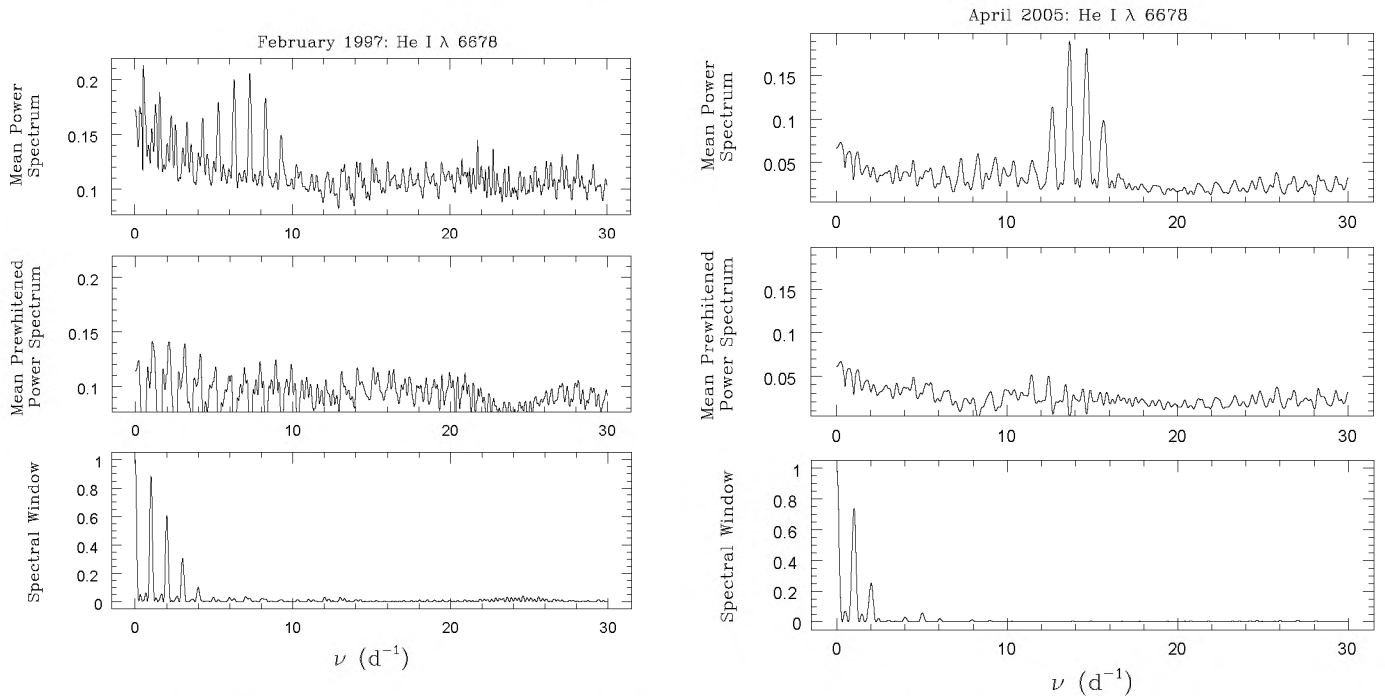 February 1997: He I λ 6678
Mean Power
Spectrum
0.2
0.15
0.1
0 10 20 30
Mean Prewhitened
Power Spectrum
0.2
0.15
0.1
0 10 20 30
Spectral Window
1
0.8
0.6
0.4
0.2
0
0 10 20 30
ν (d⁻¹)
April 2005: He I λ 6678
Mean Power
Spectrum
0.15
0.1
0.05
0 10 20 30
Mean Prewhitened
Power Spectrum
0.15
0.1
0.05
0 10 20 30
Spectral Window
1
0.8
0.6
0.4
0.2
0
0 10 20 30
ν (d⁻¹)